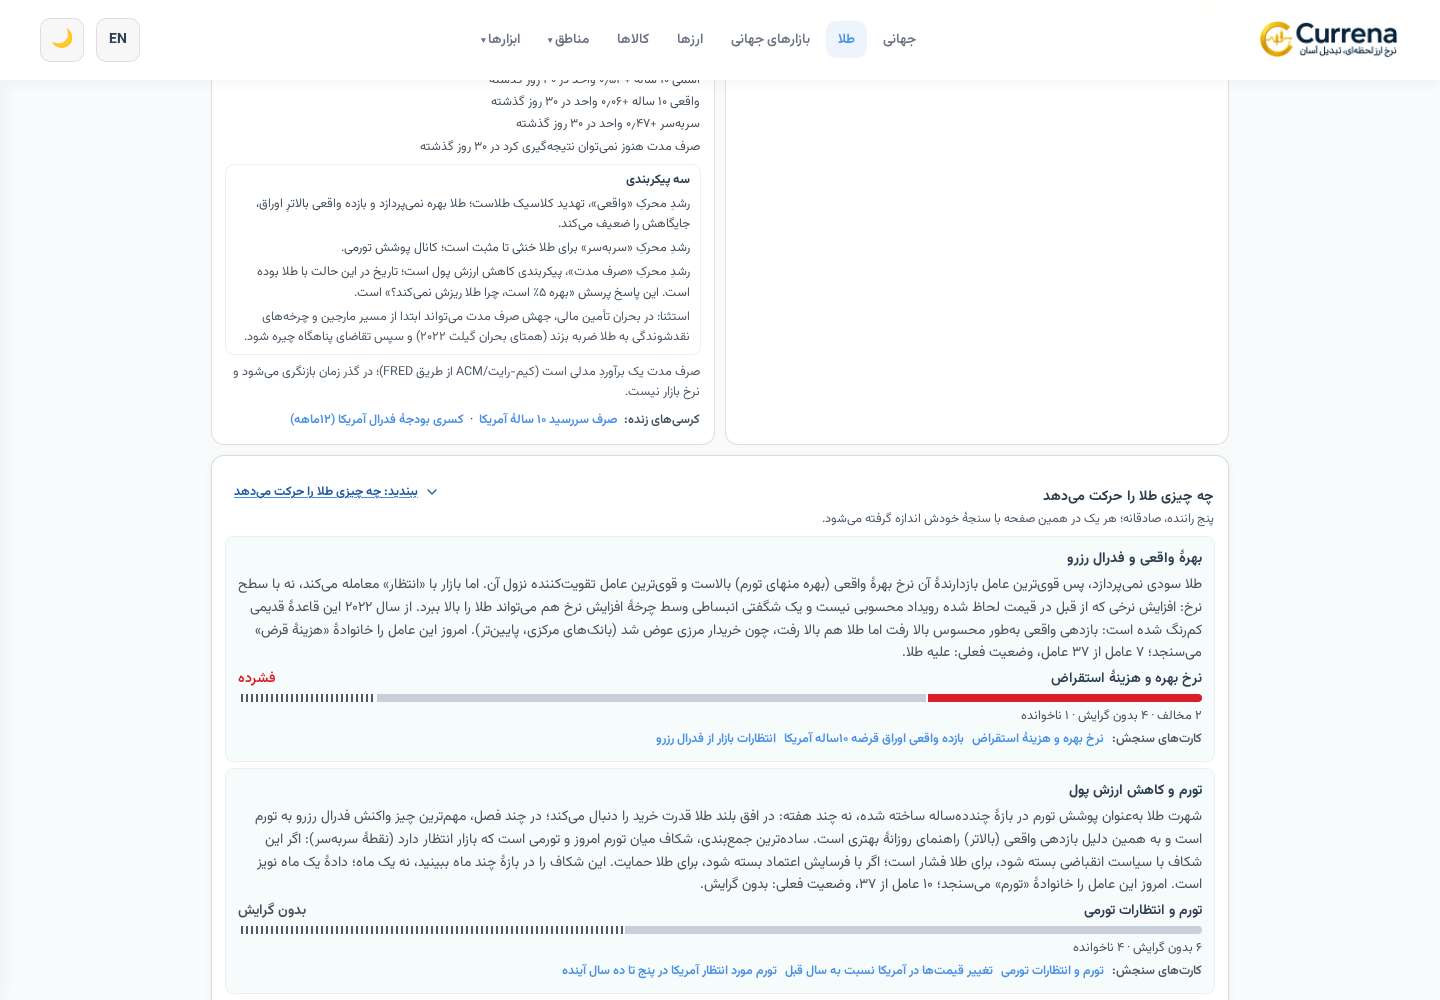 Currena
نرخ ارز لحظه‌ای، تبدیل آسان
جهانی
طلا
بازارهای جهانی
ارزها
کالاها
مناطق ▾
ابزارها ▾
EN
واقعی ۱۰ ساله +۰٫۰۶ واحد در ۳۰ روز گذشته
سربه‌سر +۰٫۴۷ واحد در ۳۰ روز گذشته
صرف مدت هنوز نمی‌توان نتیجه‌گیری کرد در ۳۰ روز گذشته
سه پیکربندی
رشدِ محرکِ «واقعی»، تهدید کلاسیک طلاست؛ طلا بهره نمی‌پردازد و بازده واقعی بالاترِ اوراق،
جایگاهش را ضعیف می‌کند.
رشدِ محرکِ «سربه‌سر» برای طلا خنثی تا مثبت است؛ کانال پوشش تورمی.
رشدِ محرکِ «صرف مدت»، پیکربندی کاهش ارزش پول است؛ تاریخ در این حالت با طلا بوده
است. این پاسخ پرسش «بهره ۵٪ است، چرا طلا ریزش نمی‌کند؟» است.
استثنا: در بحران تأمین مالی، جهش صرف مدت می‌تواند ابتدا از مسیر مارجین و چرخه‌های
نقدشوندگی به طلا ضربه بزند (همتای بحران گیلت ۲۰۲۲) و سپس تقاضای پناهگاه چیره شود.
صرف مدت یک برآوردِ مدلی است (کیم-رایت/ACM از طریق FRED)؛ در گذر زمان بازنگری می‌شود و
نرخ بازار نیست.
کرسی‌های زنده: صرف سررسید ۱۰ سالهٔ آمریکا · کسری بودجهٔ فدرال آمریکا (۱۲ماهه)
چه چیزی طلا را حرکت می‌دهد
ببندید: چه چیزی طلا را حرکت می‌دهد
پنج راننده، صادقانه؛ هر یک در همین صفحه با سنجهٔ خودش اندازه گرفته می‌شود.
بهرهٔ واقعی و فدرال رزرو
طلا سودی نمی‌پردازد، پس قوی‌ترین عامل بازدارندهٔ آن نرخ بهرهٔ واقعی (بهره منهای تورم) بالاست و قوی‌ترین عامل تقویت‌کننده نزول آن. اما بازار با «انتظار» معامله می‌کند، نه با سطح
نرخ: افزایش نرخی که از قبل در قیمت لحاظ شده رویداد محسوبی نیست و یک شگفتی انبساطی وسط چرخهٔ افزایش نرخ هم می‌تواند طلا را بالا ببرد. از سال ۲۰۲۲ این قاعدهٔ قدیمی
کم‌رنگ شده است: بازدهی واقعی به‌طور محسوس بالا رفت اما طلا هم بالا رفت، چون خریدار مرزی عوض شد (بانک‌های مرکزی، پایین‌تر). امروز این عامل را خانوادهٔ «هزینهٔ قرض»
می‌سنجد؛ ۷ عامل از ۳۷ عامل، وضعیت فعلی: علیه طلا.
نرخ بهره و هزینهٔ استقراض
فشرده
۲ مخالف · ۴ بدون گرایش · ۱ ناخوانده
کارت‌های سنجش: نرخ بهره و هزینهٔ استقراض بازده واقعی اوراق قرضه ۱۰ساله آمریکا انتظارات بازار از فدرال رزرو
تورم و کاهش ارزش پول
شهرت طلا به‌عنوان پوشش تورم در بازهٔ چندده‌ساله ساخته شده، نه چند هفته: در افق بلند طلا قدرت خرید را دنبال می‌کند؛ در چند فصل، مهم‌ترین چیز واکنش فدرال رزرو به تورم
است و به همین دلیل بازدهی واقعی (بالاتر) راهنمای روزانهٔ بهتری است. ساده‌ترین جمع‌بندی، شکاف میان تورم امروز و تورمی است که بازار انتظار دارد (نقطهٔ سربه‌سر): اگر این
شکاف با سیاست انقباضی بسته شود، برای طلا فشار است؛ اگر با فرسایش اعتماد بسته شود، برای طلا حمایت. این شکاف را در بازهٔ چند ماه ببینید، نه یک ماه؛ دادهٔ یک ماه نویز
است. امروز این عامل را خانوادهٔ «تورم» می‌سنجد؛ ۱۰ عامل از ۳۷، وضعیت فعلی: بدون گرایش.
تورم و انتظارات تورمی
بدون گرایش
۶ بدون گرایش · ۴ ناخوانده
کارت‌های سنجش: تورم و انتظارات تورمی تغییر قیمت‌ها در آمریکا نسبت به سال قبل تورم مورد انتظار آمریکا در پنج تا ده سال آینده